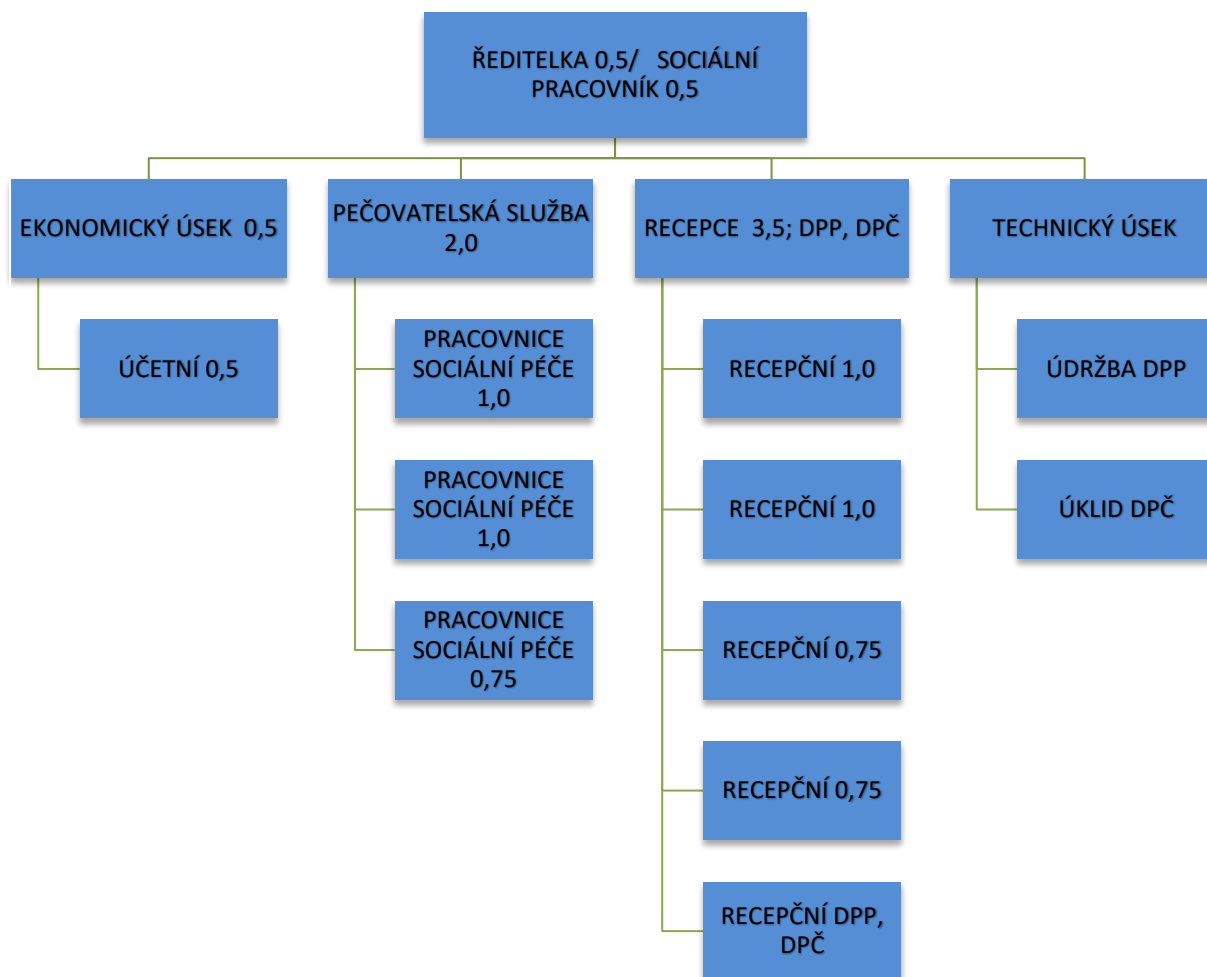 ŘEDITELKA 0,5/ SOCIÁLNÍ
PRACOVNÍK 0,5
EKONOMICKÝ ÚSEK 0,5
ÚČETNÍ 0,5
PEČOVATELSKÁ SLUŽBA
2,0
PRACOVNICE
SOCIÁLNÍ PÉČE
1,0
PRACOVNICE
SOCIÁLNÍ PÉČE
1,0
PRACOVNICE
SOCIÁLNÍ PÉČE
0,75
RECEPCE 3,5; DPP, DPČ
RECEPČNÍ 1,0
RECEPČNÍ 1,0
RECEPČNÍ 0,75
RECEPČNÍ 0,75
RECEPČNÍ DPP,
DPČ
TECHNICKÝ ÚSEK
ÚDRŽBA DPP
ÚKLID DPČ